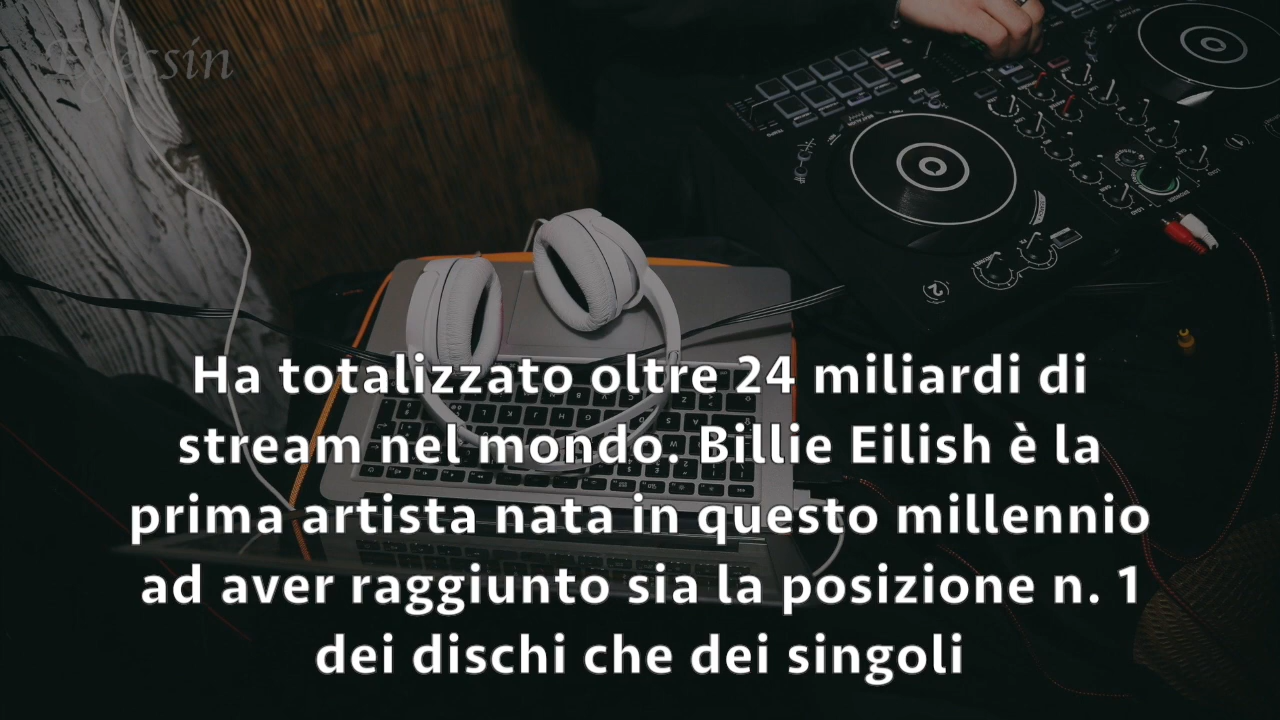 Ha totalizzato oltre 24 miliardi di
stream nel mondo. Billie Eilish è la
prima artista nata in questo millennio
ad aver raggiunto sia la posizione n. 1
dei dischi che dei singoli